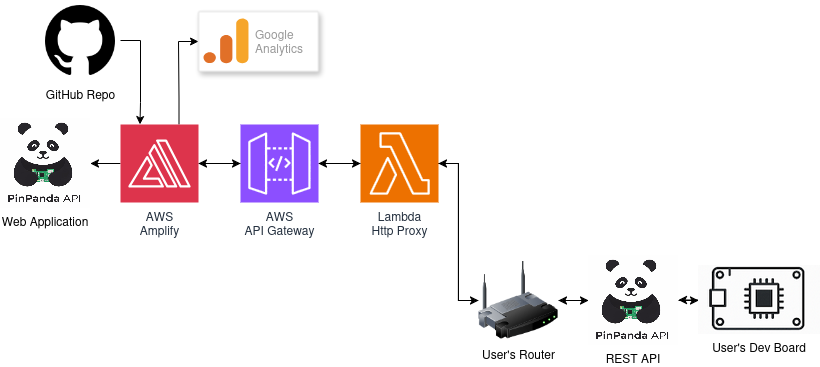 Google
Analytics
GitHub Repo
PinPanda API
Web Application
AWS
Amplify
</>
AWS
API Gateway
Lambda
Http Proxy
User's Router
PinPanda API
REST API
User's Dev Board